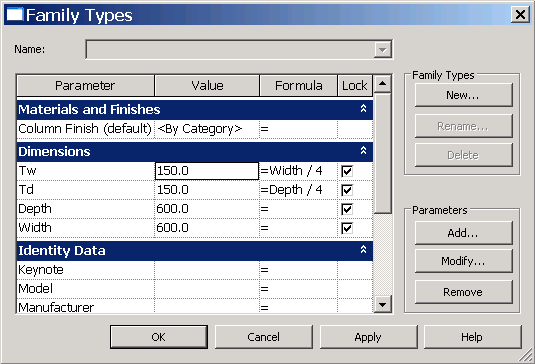 Family Types
Name:
Parameter Value Formula Lock
Materials and Finishes
Column Finish (default) <By Category> =
Dimensions
Tw 150.0 =Width / 4
Td 150.0 =Depth / 4
Depth 600.0 =
Width 600.0 =
Identity Data
Keynote =
Model =
Manufacturer =
Family Types
New...
Rename...
Delete
Parameters
Add...
Modify...
Remove
OK Cancel Apply Help